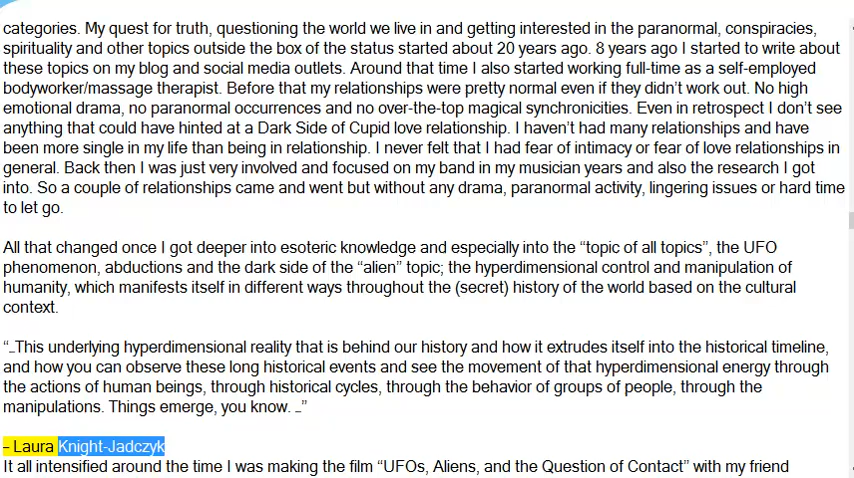 categories. My quest for truth, questioning the world we live in and getting interested in the paranormal, conspiracies,
spirituality and other topics outside the box of the status started about 20 years ago. 8 years ago I started to write about
these topics on my blog and social media outlets. Around that time I also started working full-time as a self-employed
bodyworker/massage therapist. Before that my relationships were pretty normal even if they didn’t work out. No high
emotional drama, no paranormal occurrences and no over-the-top magical synchronicities. Even in retrospect I don’t see
anything that could have hinted at a Dark Side of Cupid love relationship. I haven’t had many relationships and have
been more single in my life than being in relationship. I never felt that I had fear of intimacy or fear of love relationships in
general. Back then I was just very involved and focused on my band in my musician years and also the research I got
into. So a couple of relationships came and went but without any drama, paranormal activity, lingering issues or hard time
to let go.
All that changed once I got deeper into esoteric knowledge and especially into the “topic of all topics”, the UFO
phenomenon, abductions and the dark side of the “alien” topic; the hyperdimensional control and manipulation of
humanity, which manifests itself in different ways throughout the (secret) history of the world based on the cultural
context.
“…This underlying hyperdimensional reality that is behind our history and how it extrudes itself into the historical timeline,
and how you can observe these long historical events and see the movement of that hyperdimensional energy through
the actions of human beings, through historical cycles, through the behavior of groups of people, through the
manipulations. Things emerge, you know. …”
– Laura Knight-Jadczyk
It all intensified around the time I was making the film “UFOs, Aliens, and the Question of Contact” with my friend